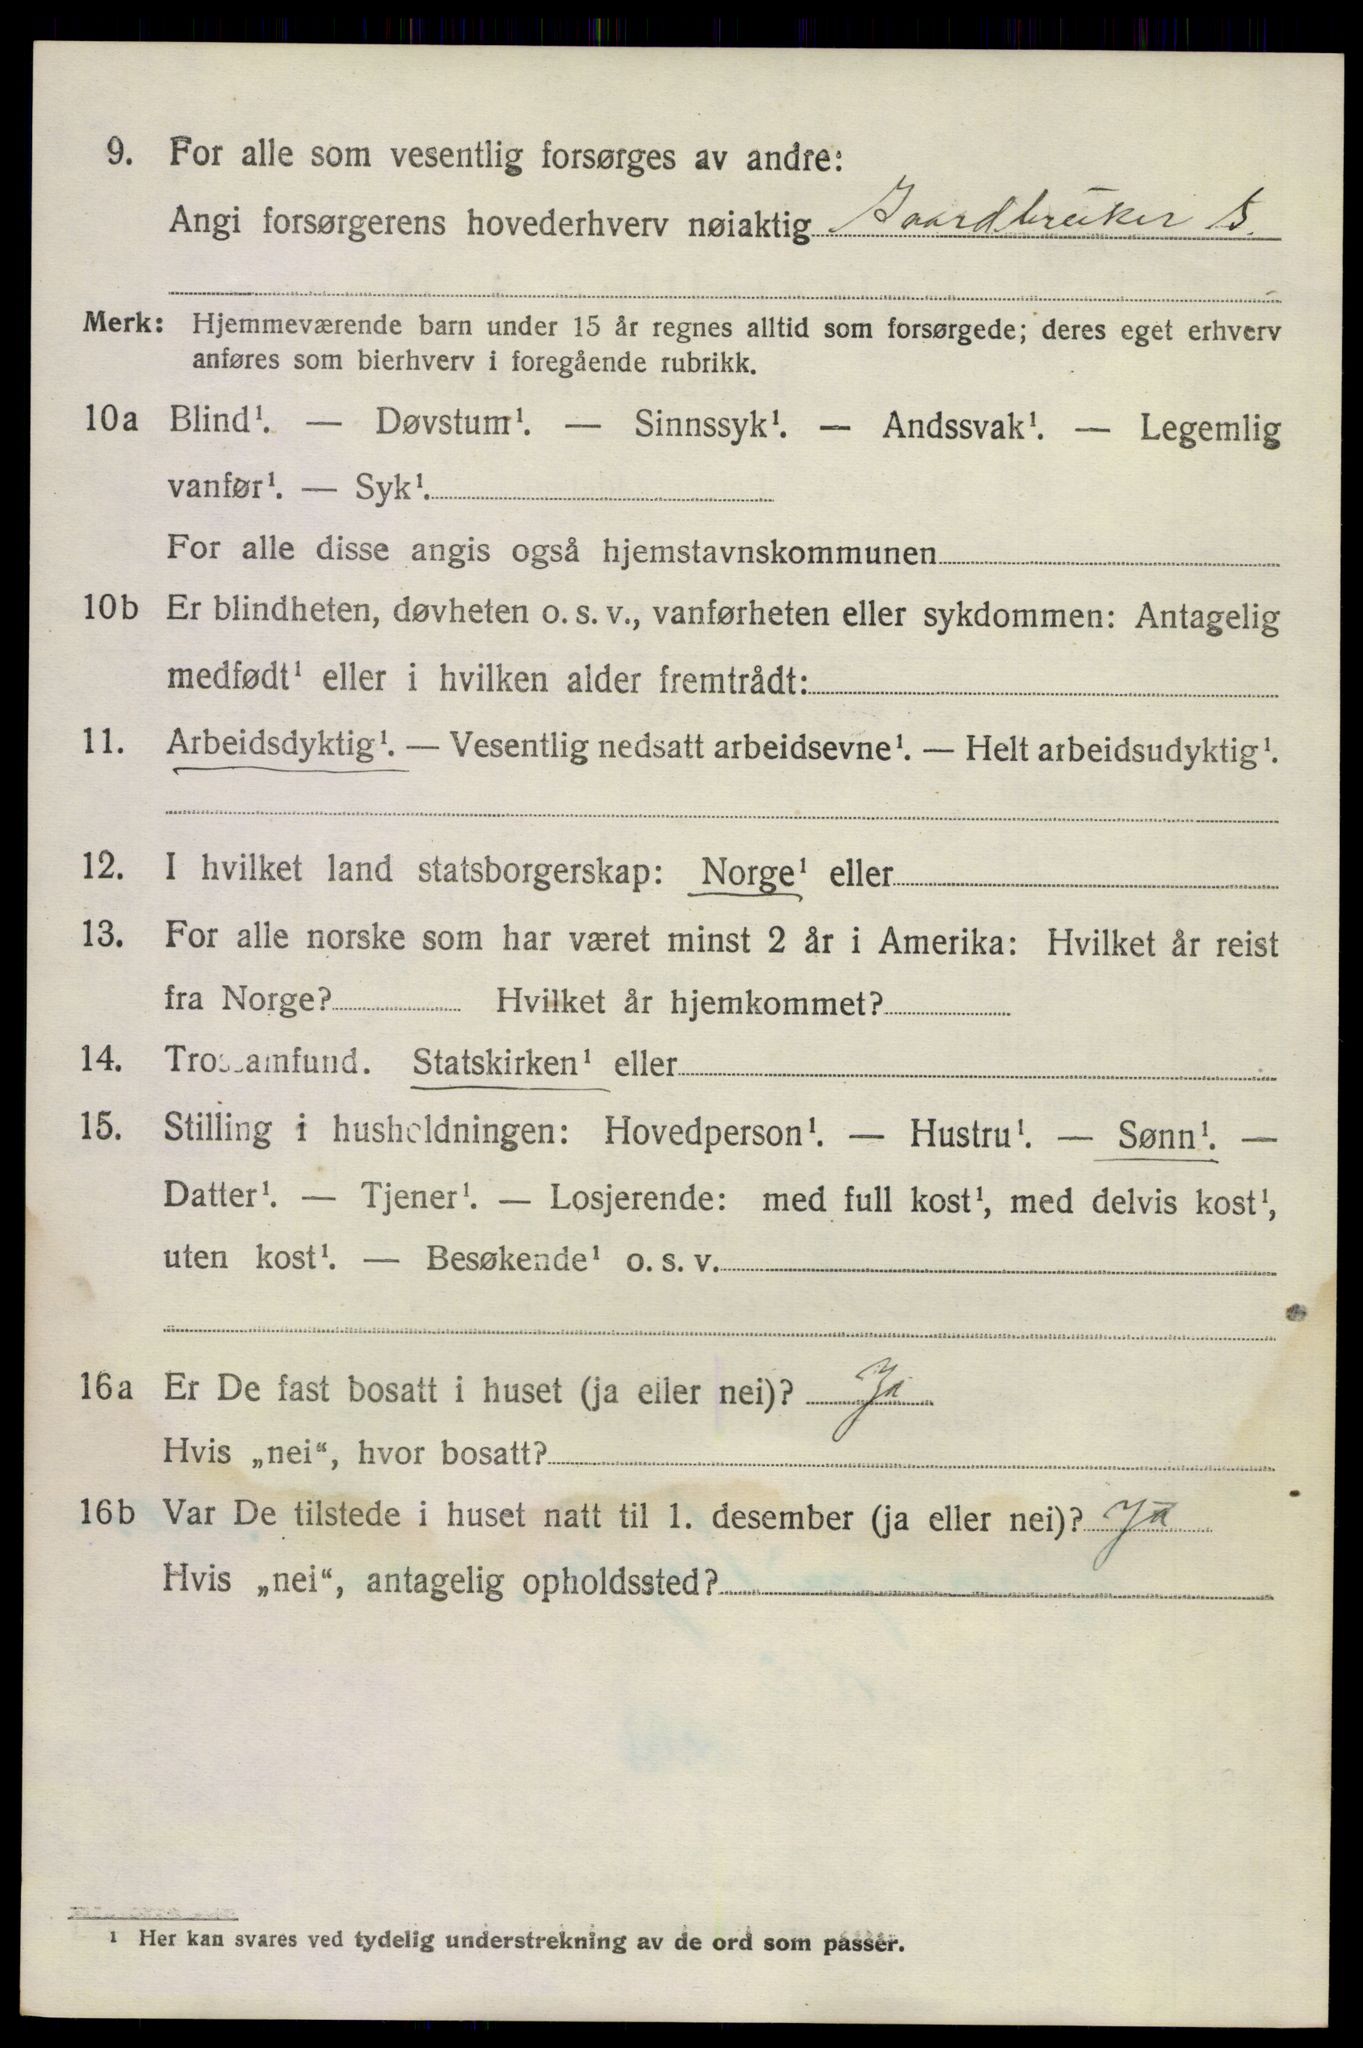 9. For alle som vesentlig forsørges av andre:
Angi forsørgerens hovederhverv nøiaktig Gaardbruker S.
Merk: Hjemmeværende barn under 15 år regnes alltid som forsørgede; deres eget erhverv
anføres som bierhverv i foregående rubrikk.
10a Blind¹. — Døvstum¹. — Sinnssyk¹. — Andssvak¹. — Legemlig
vanfør¹. — Syk¹.
For alle disse angis også hjemstavnskommunen
10b Er blindheten, døvheten o. s. v., vanførheten eller sykdommen: Antagelig
medfødt¹ eller i hvilken alder fremtrådt:
11. Arbeidsdyktig¹. — Vesentlig nedsatt arbeidsevne¹. — Helt arbeidsudyktig¹.
12. I hvilket land statsborgerskap: Norge¹ eller
13. For alle norske som har været minst 2 år i Amerika: Hvilket år reist
fra Norge? Hvilket år hjemkommet?
14. Trossamfund. Statskirken¹ eller
15. Stilling i husholdningen: Hovedperson¹. — Hustru¹. — Sønn¹. —
Datter¹. — Tjener¹. — Losjerende: med full kost¹, med delvis kost¹,
uten kost¹. — Besøkende¹ o. s. v.
16a Er De fast bosatt i huset (ja eller nei)? Ja
Hvis „nei“, hvor bosatt?
16b Var De tilstede i huset natt til 1. desember (ja eller nei)? Ja
Hvis „nei“, antagelig opholdssted?
¹ Her kan svares ved tydelig understrekning av de ord som passer.